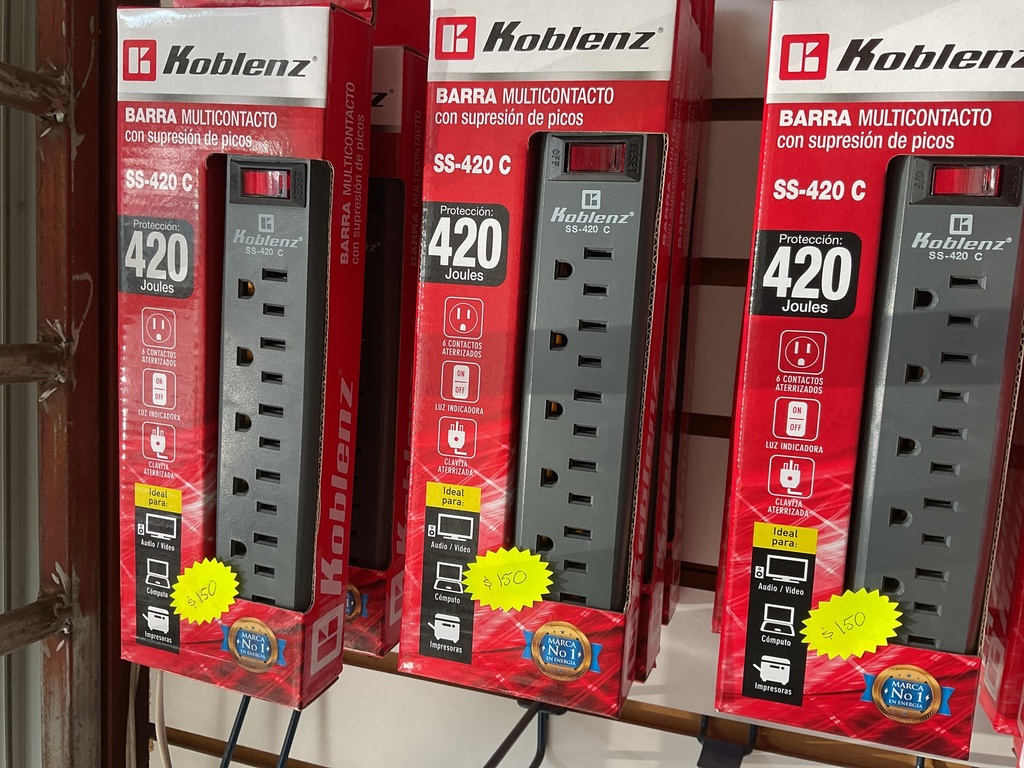 Koblenz®
BARRA MULTICONTACTO
con supresión de picos
SS-420 C
Protección:
420
Joules
6 CONTACTOS
ATERRIZADOS
LUZ INDICADORA
CLAVIJA
ATERRIZADA
Ideal
para:
Audio / Video
Cómputo
Impresoras
RESET
Koblenz®
SS-420 C
$150
MARCA
No 1
EN ENERGÍA
BARRA MULTICONTACTO
con supresión de picos
Koblenz
Koblenz®
BARRA MULTICONTACTO
con supresión de picos
SS-420 C
Protección:
420
Joules
6 CONTACTOS
ATERRIZADOS
ON
OFF
LUZ INDICADORA
CLAVIJA
ATERRIZADA
Ideal
para:
Audio / Video
Cómputo
Impresoras
OFF
RESET
Koblenz®
SS-420 C
$150
MARCA
No 1
EN ENERGÍA
Koblenz
BARRA MULTICONTACTO
con supresión de picos
SS-420 C
Protección:
420
Joules
6 CONTACTOS
ATERRIZADOS
ON
OFF
LUZ INDICADORA
CLAVIJA
ATERRIZADA
Ideal
para:
Audio / Video
Cómputo
Impresoras
OFF
Koblenz®
SS-420 C
$150
MARCA
No 1
EN ENERGÍA